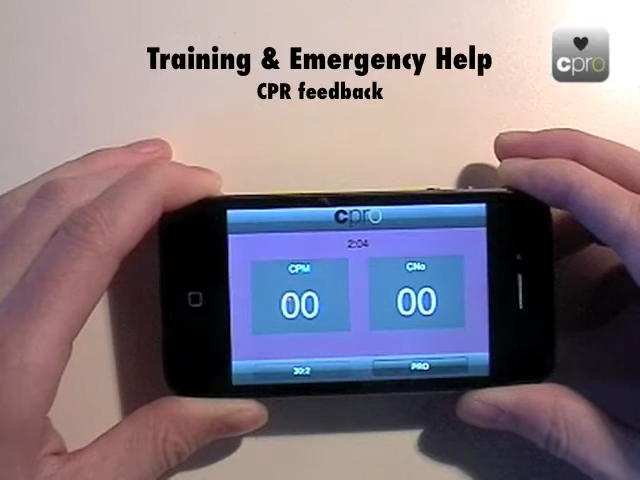 Training & Emergency Help
CPR feedback
cpro
cpro
2:04
CPM
CNo
00
00
30:2
PRO